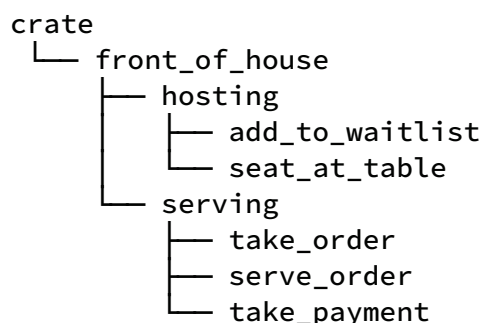 crate
└── front_of_house
├── hosting
│ ├── add_to_waitlist
│ └── seat_at_table
└── serving
├── take_order
├── serve_order
└── take_payment